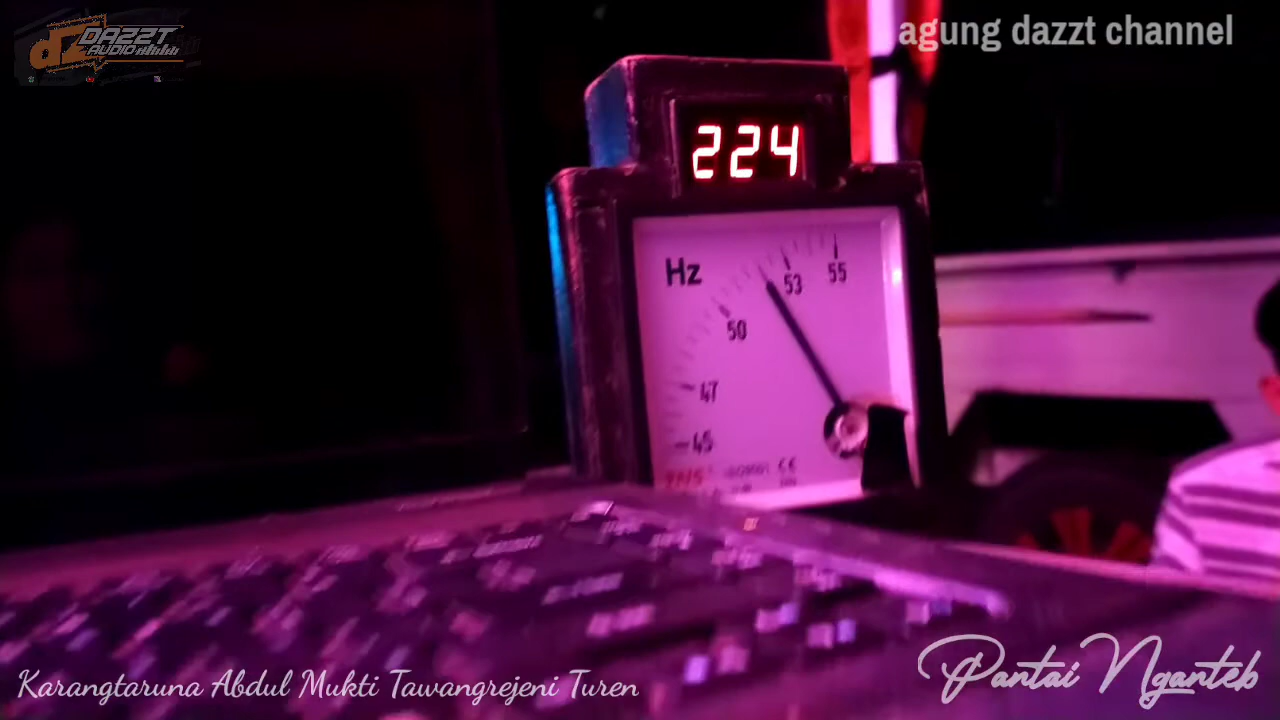 DAZZT
AUDIO
agung dazzt channel
224
Hz
55
53
50
47
45
Karangtaruna Abdul Mukti Tawangrejeni Turen
Pantai Nganteb